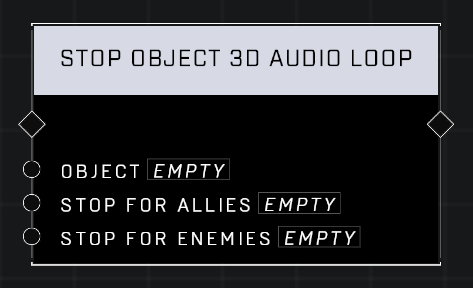 STOP OBJECT 3D AUDIO LOOP
OBJECT EMPTY
STOP FOR ALLIES EMPTY
STOP FOR ENEMIES EMPTY